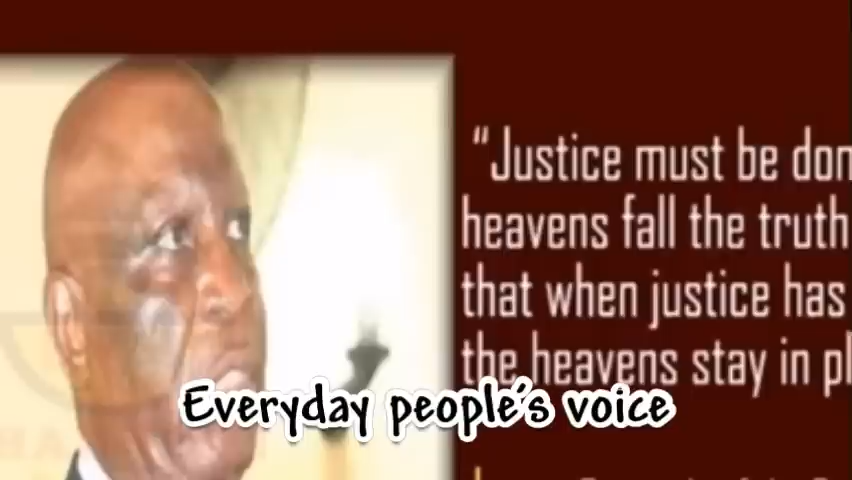 “Justice must be don
heavens fall the truth
that when justice has
the heavens stay in pl
Everyday people's voice